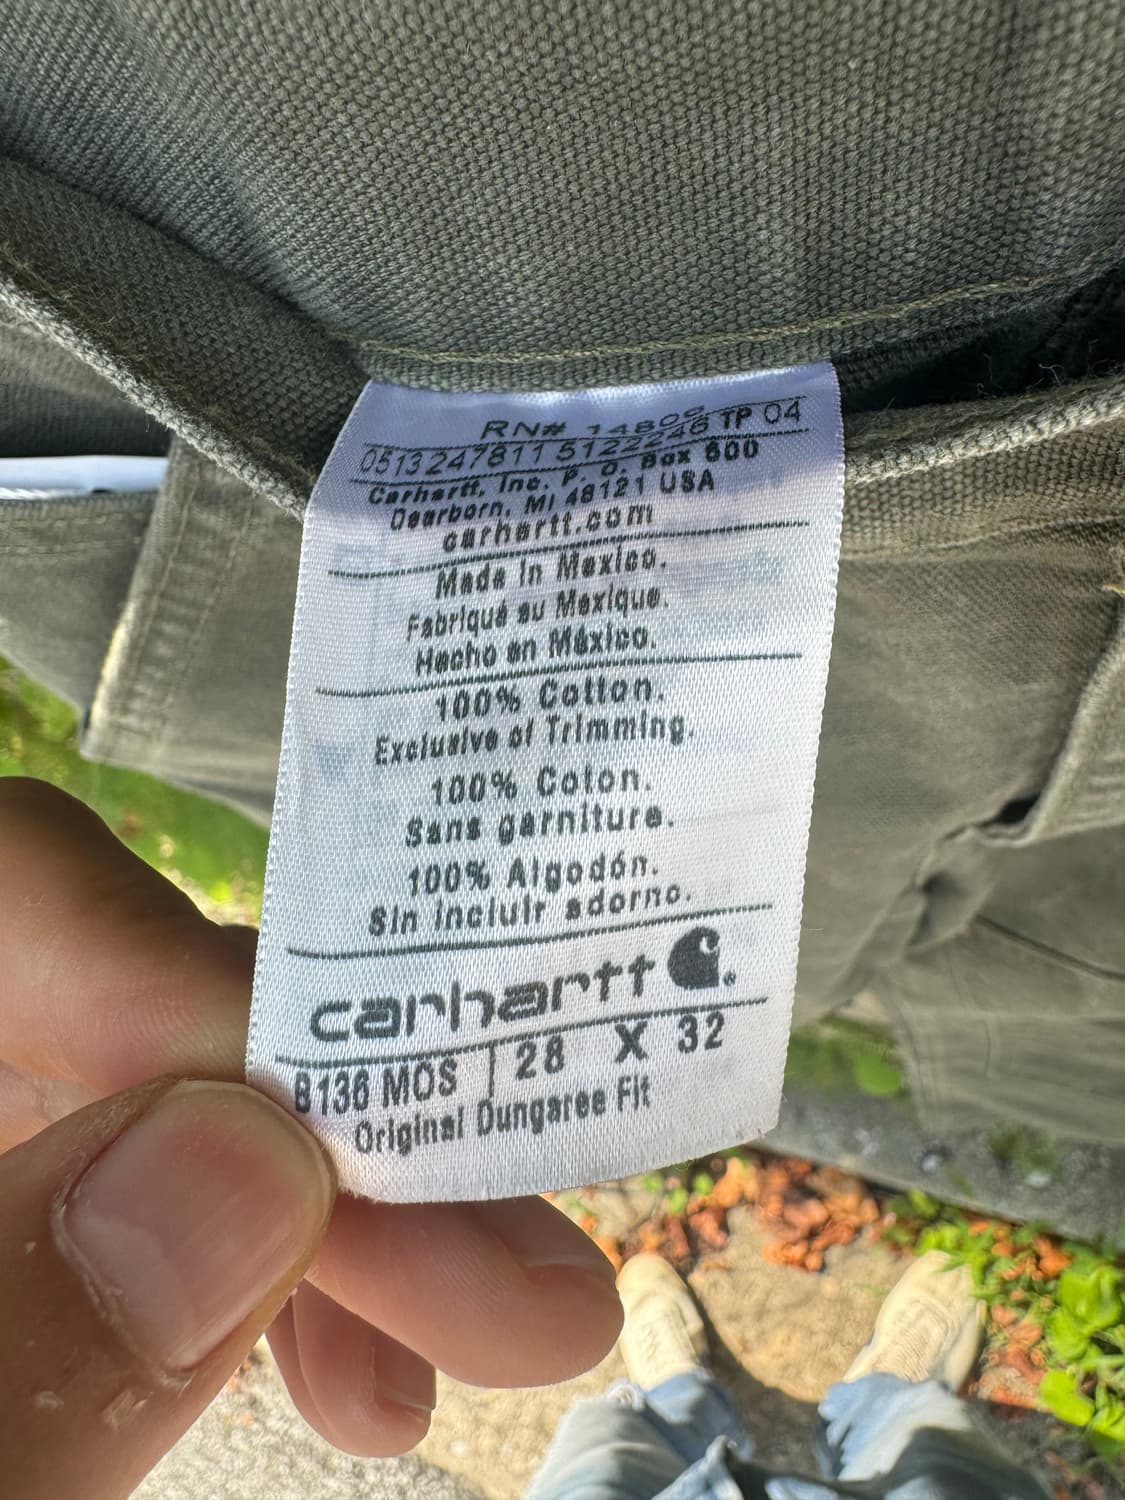 RN# 14806 TP 04
0513247811 5122246
Carhartt, Inc. P. O. Box 600
Dearborn, MI 48121 USA
carhartt.com
Made in Mexico.
Fabriqué au Mexique.
Hecho en México.
100% Cotton.
Exclusive of Trimming.
100% Coton.
Sans garniture.
100% Algodón.
Sin incluir adorno.
carhartt
B136 MOS 28 X 32
Original Dungaree Fit